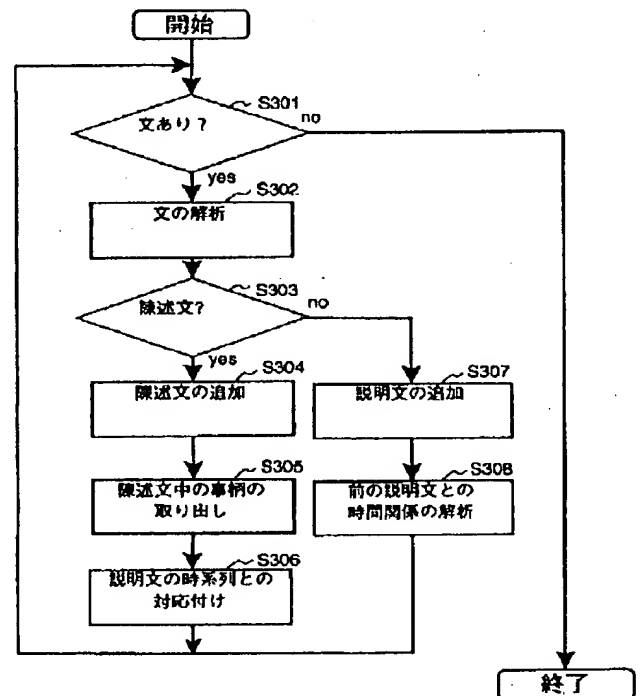 開始
S301
文あり?
no
yes
S302
文の解析
S303
陳述文?
no
yes
S304
陳述文の追加
S307
説明文の追加
S305
陳述文中の事柄の
取り出し
S308
前の説明文との
時間関係の解析
S306
説明文の時系列との
対応付け
終了